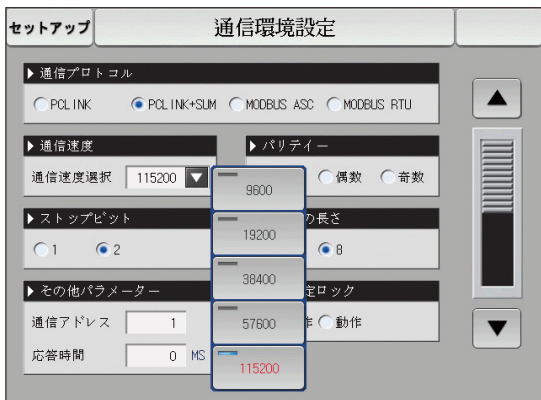 セットアップ
通信環境設定
▶ 通信プロトコル
PCLINK
PCLINK+SUM
MODBUS ASC
MODBUS RTU
▶ 通信速度
▶ パリティー
通信速度選択 115200
偶数
奇数
9600
19200
38400
57600
115200
▶ ストップビット
の長さ
1
2
8
▶ その他パラメーター
定ロック
通信アドレス 1
動作
応答時間 0 MS